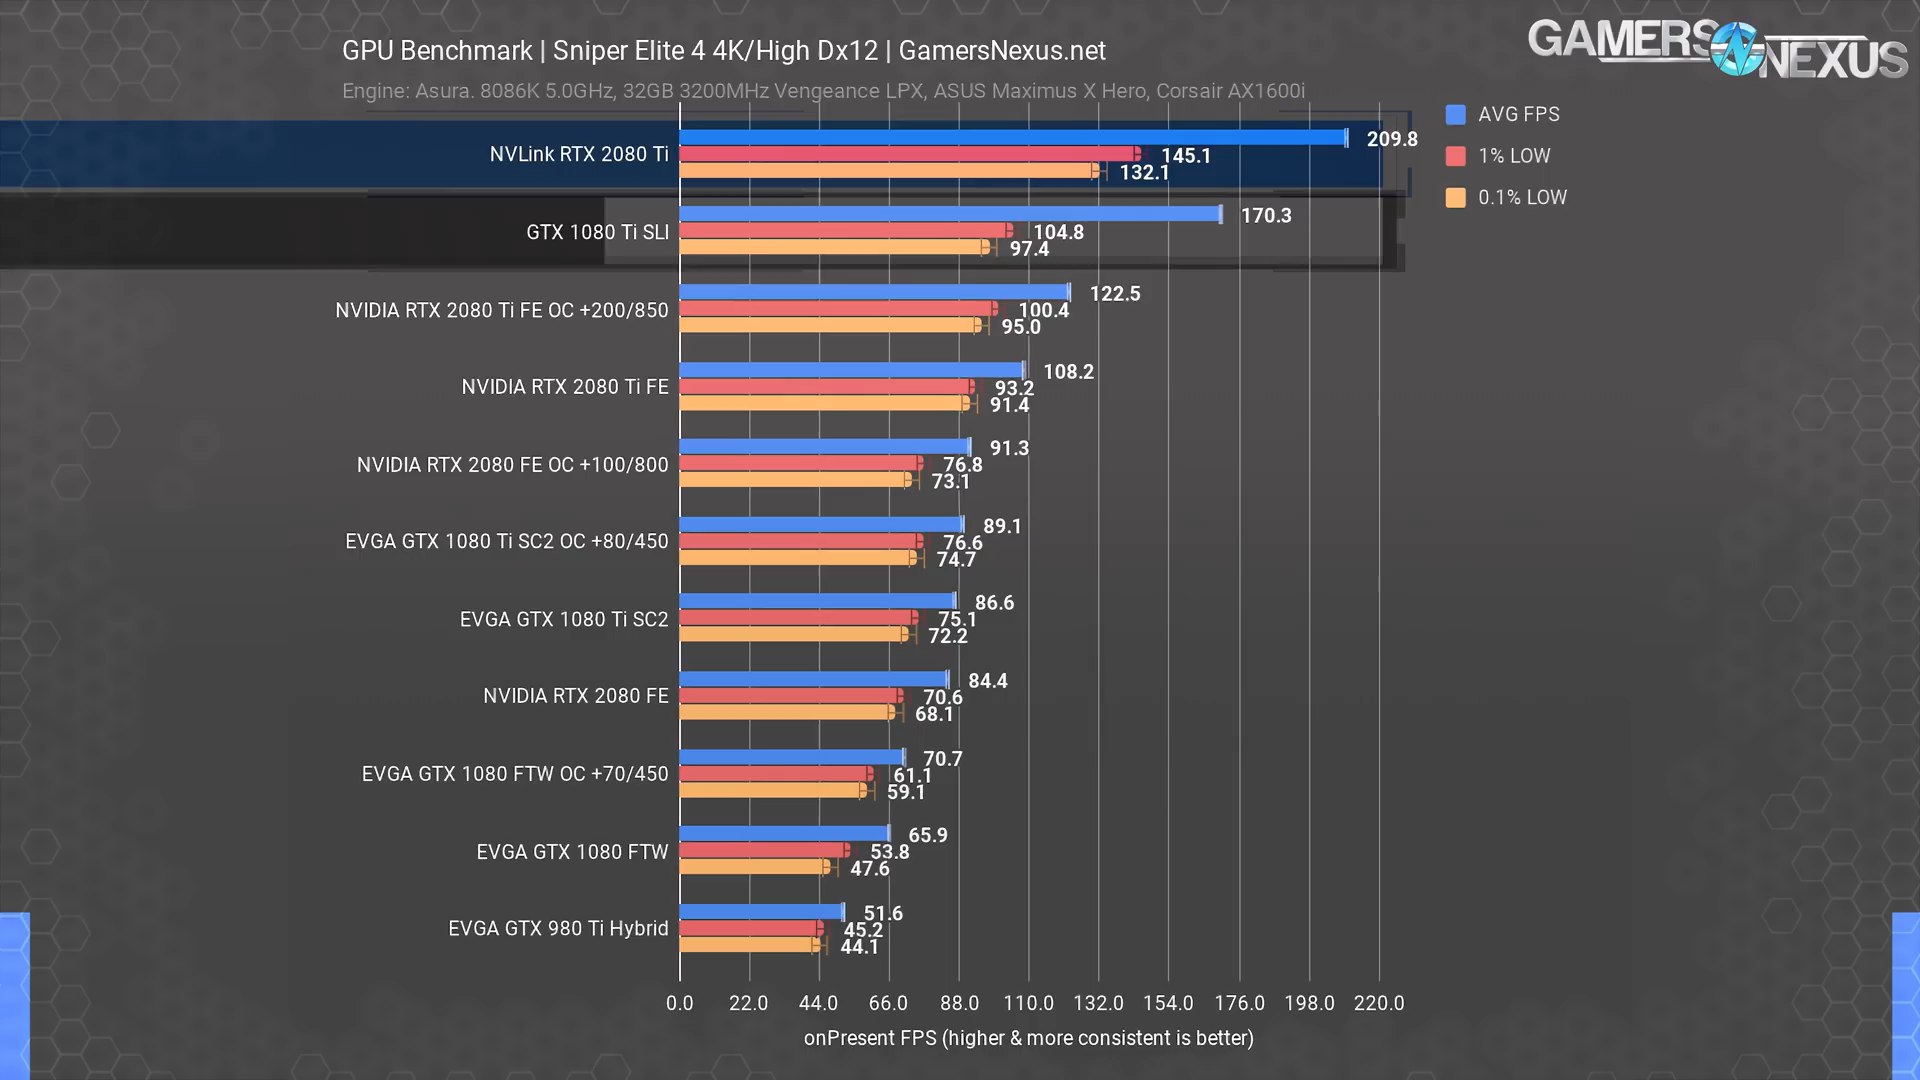 GPU Benchmark | Sniper Elite 4 4K/High Dx12 | GamersNexus.net
GAMERS NEXUS
Engine: Asura. 8086K 5.0GHz, 32GB 3200MHz Vengeance LPX, ASUS Maximus X Hero, Corsair AX1600i
AVG FPS
1% LOW
0.1% LOW
NVLink RTX 2080 Ti
209.8
145.1
132.1
GTX 1080 Ti SLI
170.3
104.8
97.4
NVIDIA RTX 2080 Ti FE OC +200/850
122.5
100.4
95.0
NVIDIA RTX 2080 Ti FE
108.2
93.2
91.4
NVIDIA RTX 2080 FE OC +100/800
91.3
76.8
73.1
EVGA GTX 1080 Ti SC2 OC +80/450
89.1
76.6
74.7
EVGA GTX 1080 Ti SC2
86.6
75.1
72.2
NVIDIA RTX 2080 FE
84.4
70.6
68.1
EVGA GTX 1080 FTW OC +70/450
70.7
61.1
59.1
EVGA GTX 1080 FTW
65.9
53.8
47.6
EVGA GTX 980 Ti Hybrid
51.6
45.2
44.1
0.0 22.0 44.0 66.0 88.0 110.0 132.0 154.0 176.0 198.0 220.0
onPresent FPS (higher & more consistent is better)